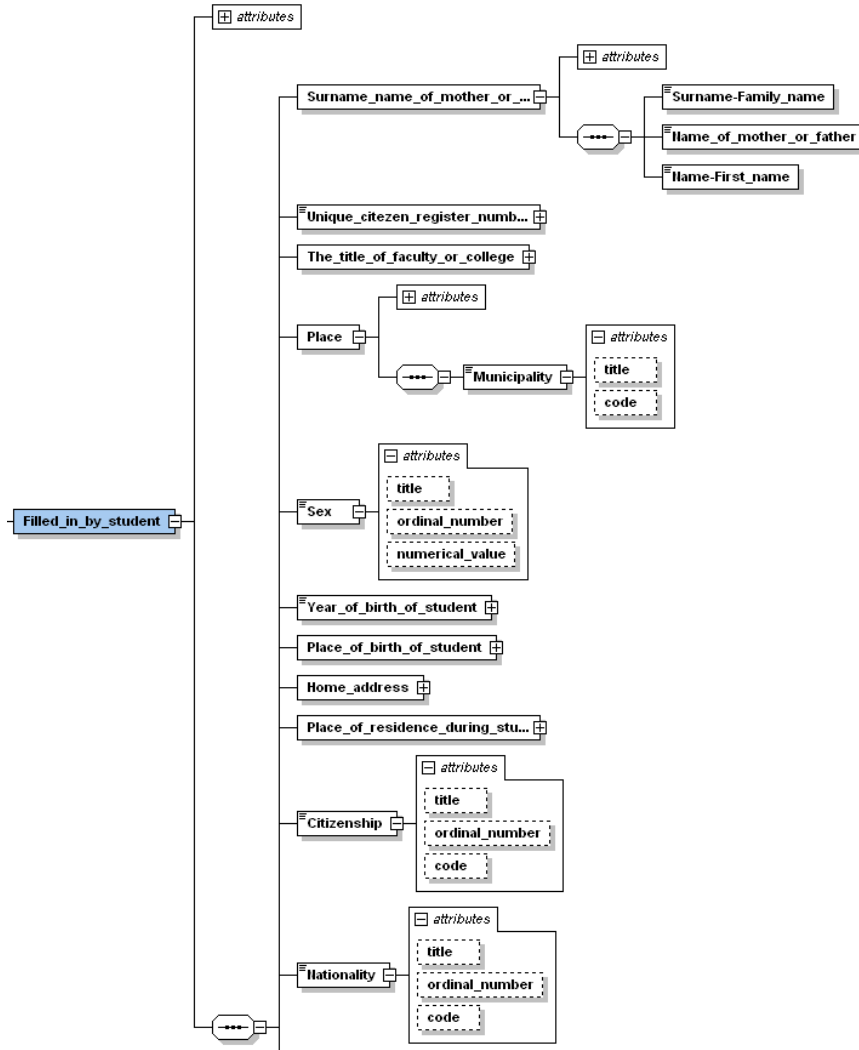 attributes
Surname_name_of_mother_or_...
attributes
Surname-Family_name
Name_of_mother_or_father
Name-First_name
Unique_citezen_register_numb...
The_title_of_faculty_or_college
Place
attributes
Municipality
attributes
title
code
Filled_in_by_student
Sex
attributes
title
ordinal_number
numerical_value
Year_of_birth_of_student
Place_of_birth_of_student
Home_address
Place_of_residence_during_stu...
Citizenship
attributes
title
ordinal_number
code
Nationality
attributes
title
ordinal_number
code